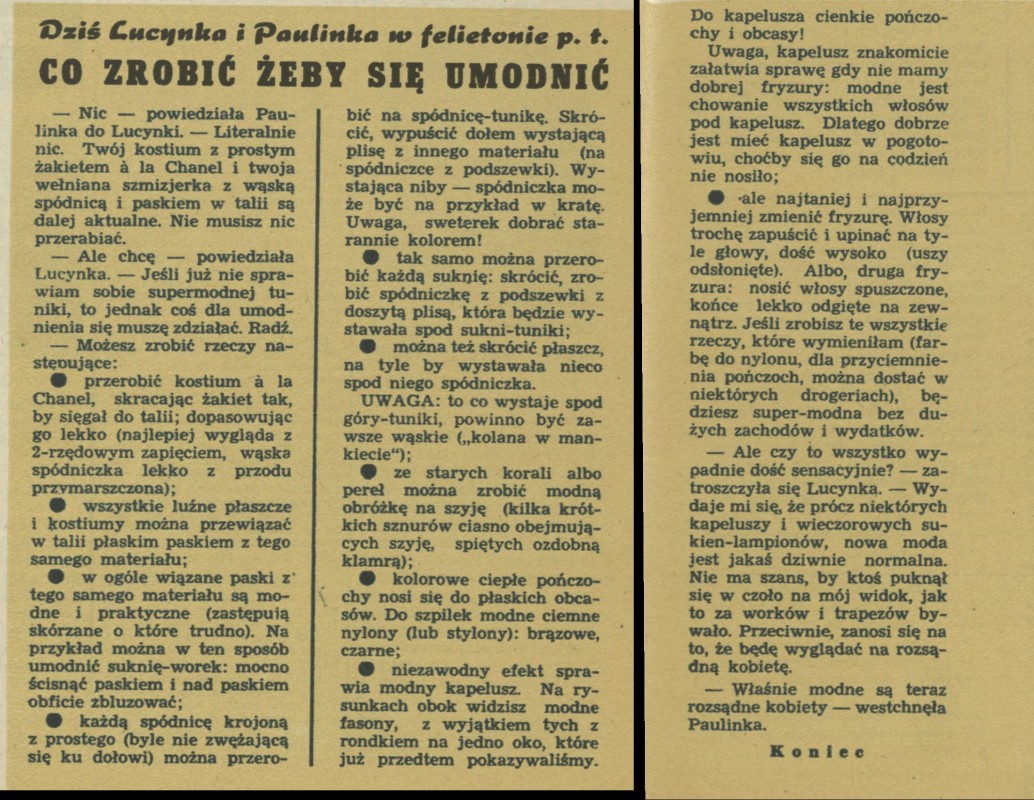 Dziś Lucynka i Paulinka w felietonie p. t.
CO ZROBIĆ ŻEBY SIĘ UMODNIĆ
— Nic — powiedziała Pau-
linka do Lucynki. — Literalnie
nic. Twój kostium z prostym
żakietem à la Chanel i twoja
wełniana szmizjerka z wąską
spódnicą i paskiem w talii są
dalej aktualne. Nie musisz nic
przerabiać.
— Ale chcę — powiedziała
Lucynka. — Jeśli już nie spra-
wiam sobie supermodnej tu-
niki, to jednak coś dla umod-
nienia się muszę zdziałać. Radź.
— Możesz zrobić rzeczy na-
stępujące:
● przerobić kostium à la
Chanel, skracając żakiet tak,
by sięgał do talii; dopasowując
go lekko (najlepiej wygląda z
2-rzędowym zapięciem, wąska
spódniczka lekko z przodu
przymarszczona);
● wszystkie luźne płaszcze
i kostiumy można przewiązać
w talii płaskim paskiem z tego
samego materiału;
● w ogóle wiązane paski z
tego samego materiału są mo-
dne i praktyczne (zastępują
skórzane o które trudno). Na
przykład można w ten sposób
umodnić suknię-worek: mocno
ścisnąć paskiem i nad paskiem
obficie zbluzować;
● każdą spódnicę krojoną
z prostego (byle nie zwężającą
się ku dołowi) można przero-
bić na spódnicę-tunikę. Skró-
cić, wypuścić dołem wystającą
plisę z innego materiału (na
spódniczce z podszewki). Wy-
stająca niby — spódniczka mo-
że być na przykład w kratę.
Uwaga, sweterek dobrać sta-
rannie kolorem!
● tak samo można przero-
bić każdą suknię: skrócić, zro-
bić spódniczkę z podszewki z
doszytą plisą, która będzie wy-
stawała spod sukni-tuniki;
● można też skrócić płaszcz,
na tyle by wystawała nieco
spod niego spódniczka.
UWAGA: to co wystaje spod
góry-tuniki, powinno być za-
wsze wąskie („kolana w man-
kiecie“);
● ze starych korali albo
pereł można zrobić modną
obróżkę na szyję (kilka krót-
kich sznurów ciasno obejmują-
cych szyję, spiętych ozdobną
klamrą);
● kolorowe ciepłe pończo-
chy nosi się do płaskich obca-
sów. Do szpilek modne ciemne
nylony (lub stylony): brązowe,
czarne;
● niezawodny efekt spra-
wia modny kapelusz. Na ry-
sunkach obok widzisz modne
fasony, z wyjątkiem tych z
rondkiem na jedno oko, które
już przedtem pokazywaliśmy.
Do kapelusza cienkie pończo-
chy i obcasy!
Uwaga, kapelusz znakomicie
załatwia sprawę gdy nie mamy
dobrej fryzury: modne jest
chowanie wszystkich włosów
pod kapelusz. Dlatego dobrze
jest mieć kapelusz w pogoto-
wiu, choćby się go na codzień
nie nosiło;
● ale najtaniej i najprzy-
jemniej zmienić fryzurę. Włosy
trochę zapuścić i upinać na ty-
le głowy, dość wysoko (uszy
odsłonięte). Albo, druga fry-
zura: nosić włosy spuszczone,
końce lekko odgięte na zew-
nątrz. Jeśli zrobisz te wszystkie
rzeczy, które wymieniłam (far-
bę do nylonu, dla przyciemnie-
nia pończoch, można dostać w
niektórych drogeriach), bę-
dziesz super-modna bez du-
żych zachodów i wydatków.
— Ale czy to wszystko wy-
padnie dość sensacyjnie? — za-
troszczyła się Lucynka. — Wy-
daje mi się, że prócz niektórych
kapeluszy i wieczorowych su-
kien-lampionów, nowa moda
jest jakaś dziwnie normalna.
Nie ma szans, by ktoś puknął
się w czoło na mój widok, jak
to za worków i trapezów by-
wało. Przeciwnie, zanosi się na
to, że będę wyglądać na rozsą-
dną kobietę.
— Właśnie modne są teraz
rozsądne kobiety — westchnęła
Paulinka.
Koniec